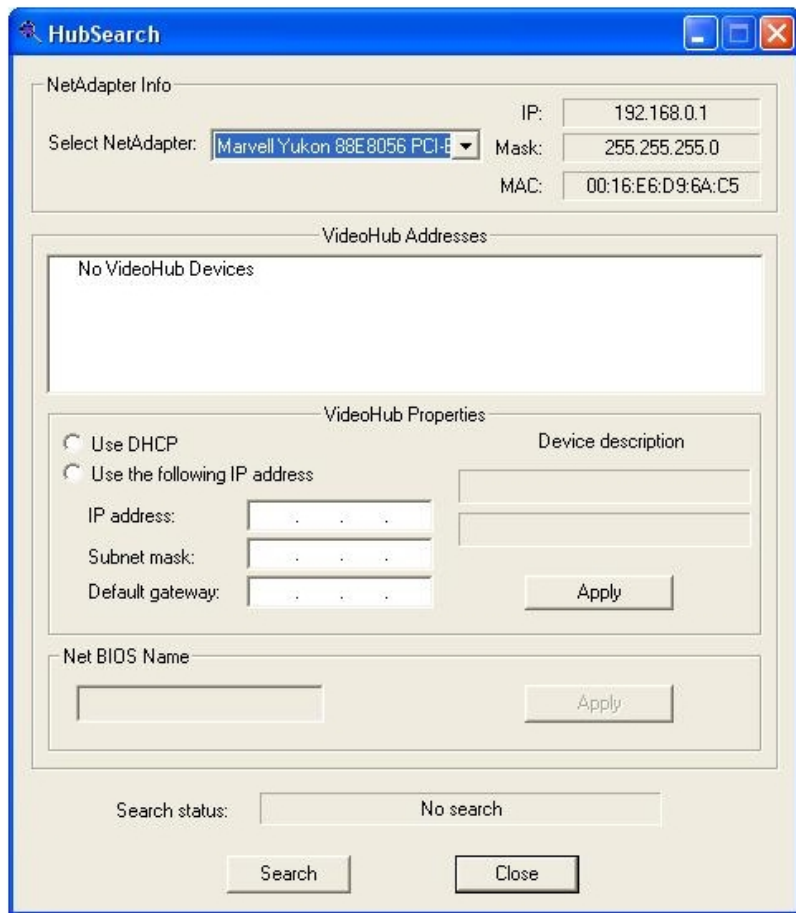 HubSearch
NetAdapter Info
IP: 192.168.0.1
Select NetAdapter: Marvell Yukon 88E8056 PCI-E Mask: 255.255.255.0
MAC: 00:16:E6:D9:6A:C5
VideoHub Addresses
No VideoHub Devices
VideoHub Properties
Use DHCP Device description
Use the following IP address
IP address: . . .
Subnet mask: . . .
Default gateway: . . . Apply
Net BIOS Name
Apply
Search status: No search
Search Close